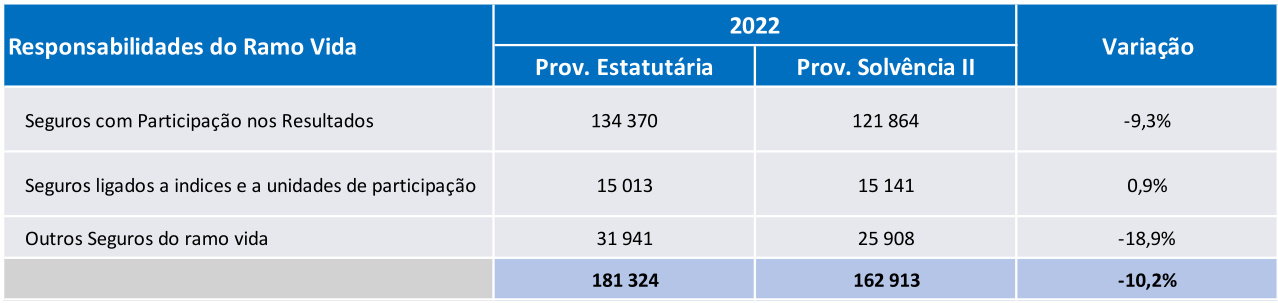 Responsabilidades do Ramo Vida 2022 Variação
Prov. Estatutária Prov. Solvência II
Seguros com Participação nos Resultados 134 370 121 864 -9,3%
Seguros ligados a indices e a unidades de participação 15 013 15 141 0,9%
Outros Seguros do ramo vida 31 941 25 908 -18,9%
181 324 162 913 -10,2%